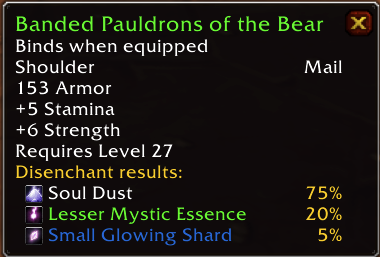 Banded Pauldrons of the Bear
Binds when equipped
Shoulder Mail
153 Armor
+5 Stamina
+6 Strength
Requires Level 27
Disenchant results:
Soul Dust 75%
Lesser Mystic Essence 20%
Small Glowing Shard 5%